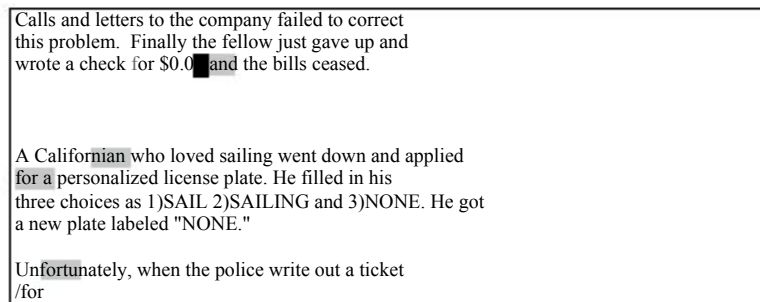 Calls and letters to the company failed to correct
this problem. Finally the fellow just gave up and
wrote a check for $0.0 and the bills ceased.
A Californian who loved sailing went down and applied
for a personalized license plate. He filled in his
three choices as 1)SAIL 2)SAILING and 3)NONE. He got
a new plate labeled "NONE."
Unfortunately, when the police write out a ticket
/for